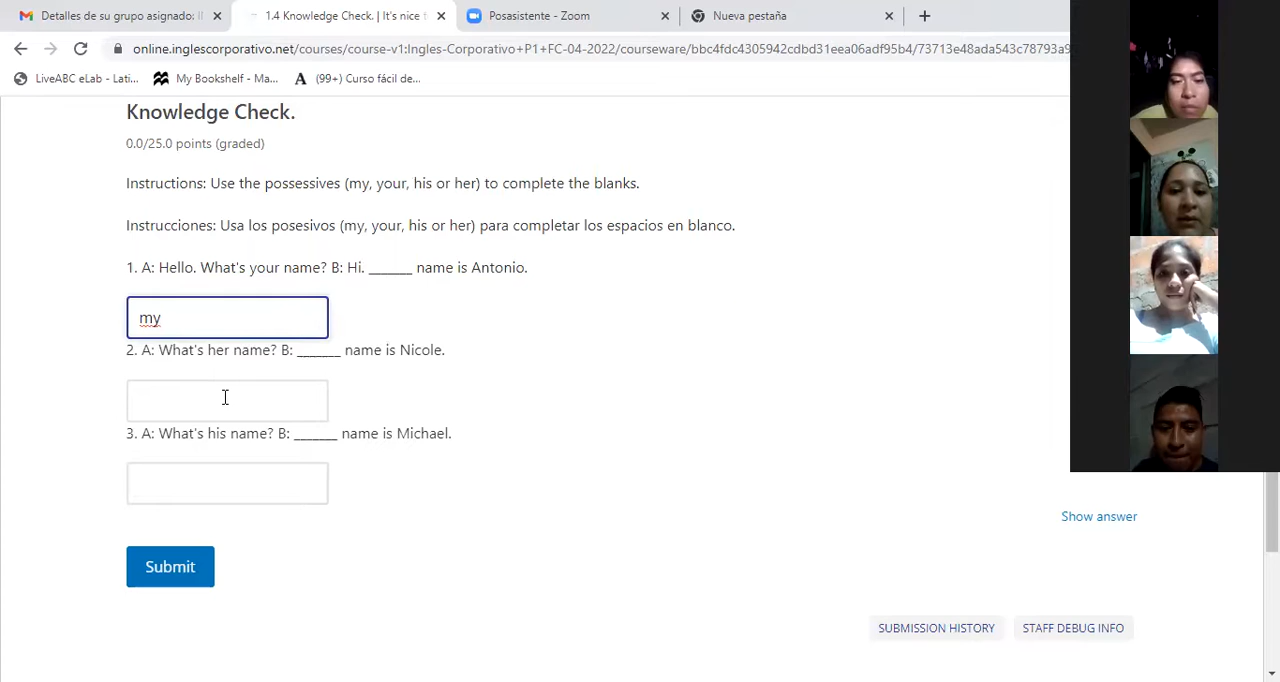 Detalles de su grupo asignado: I
1.4 Knowledge Check. | It's nice t
Posasistente - Zoom
Nueva pestaña
online.inglescorporativo.net/courses/course-v1:Ingles-Corporativo+P1+FC-04-2022/courseware/bbc4fdc4305942cdbd31eea06adf95b4/73713e48ada543c78793a9
LiveABC eLab - Lati...
My Bookshelf - Ma...
(99+) Curso fácil de...
Knowledge Check.
0.0/25.0 points (graded)
Instructions: Use the possessives (my, your, his or her) to complete the blanks.
Instrucciones: Usa los posesivos (my, your, his or her) para completar los espacios en blanco.
1. A: Hello. What's your name? B: Hi. _______ name is Antonio.
my
2. A: What's her name? B: _______ name is Nicole.
3. A: What's his name? B: _______ name is Michael.
Show answer
Submit
SUBMISSION HISTORY
STAFF DEBUG INFO